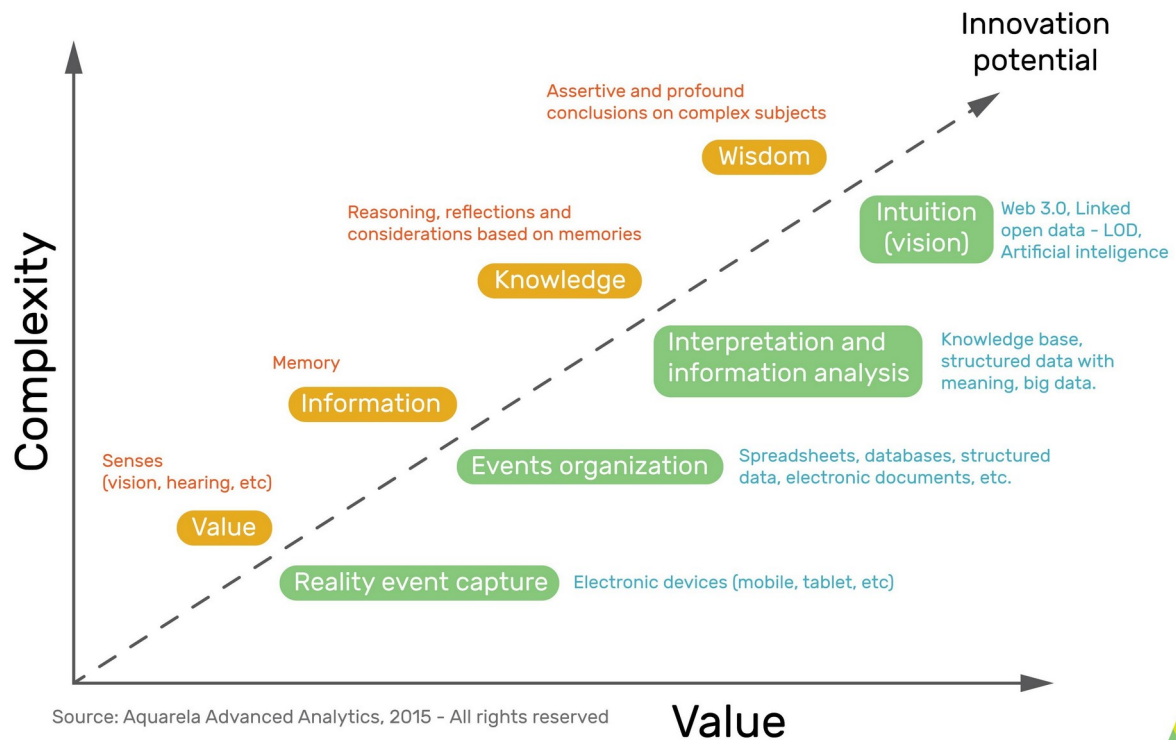 Innovation
potential
Assertive and profound
conclusions on complex subjects
Wisdom
Intuition
(vision)
Web 3.0, Linked
open data - LOD,
Artificial inteligence
Reasoning, reflections and
considerations based on memories
Knowledge
Interpretation and
information analysis
Knowledge base,
structured data with
meaning, big data.
Memory
Information
Events organization
Spreadsheets, databases, structured
data, electronic documents, etc.
Senses
(vision, hearing, etc)
Value
Reality event capture
Electronic devices (mobile, tablet, etc)
Complexity
Source: Aquarela Advanced Analytics, 2015 - All rights reserved
Value